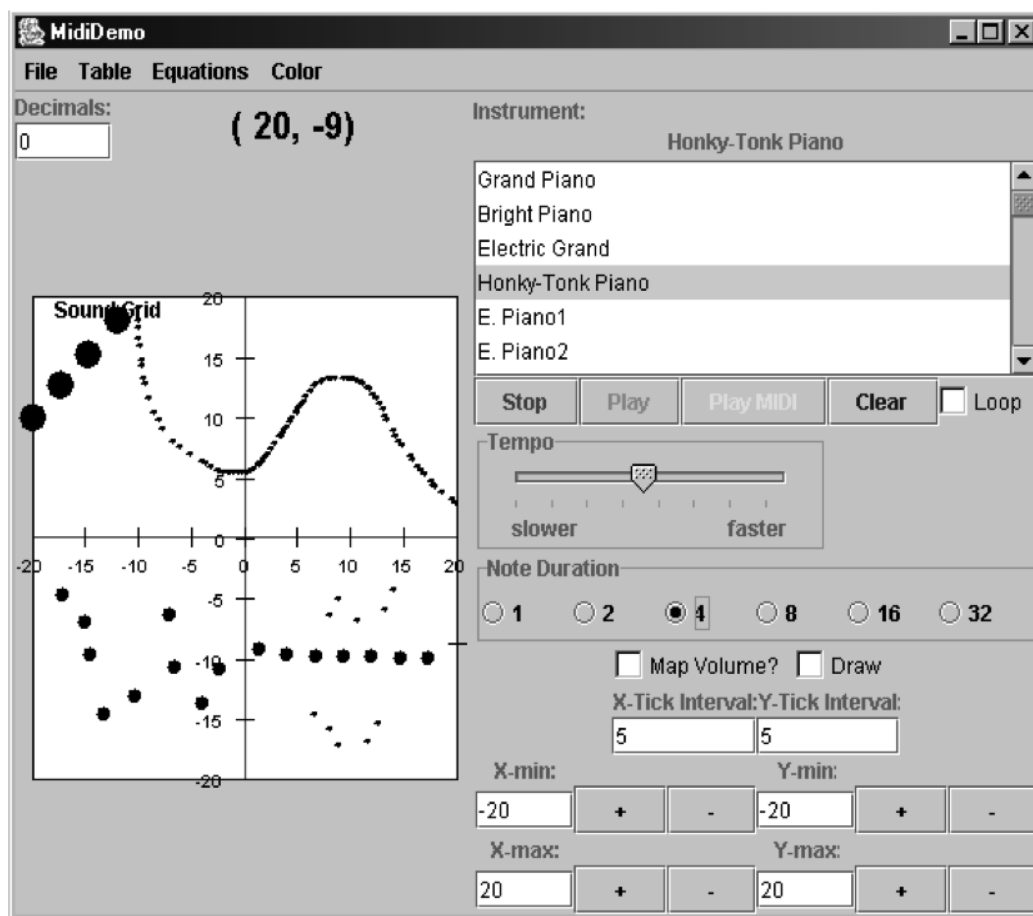 MidiDemo
File Table Equations Color
Decimals:
0
( 20, -9)
Sound Grid
20
15
10
5
0
-20 -15 -10 -5 0 5 10 15 20
-5
-10
-15
-20
Instrument:
Honky-Tonk Piano
Grand Piano
Bright Piano
Electric Grand
Honky-Tonk Piano
E. Piano1
E. Piano2
Stop Play Play MIDI Clear Loop
Tempo
slower faster
Note Duration
1 2 4 8 16 32
Map Volume? Draw
X-Tick Interval: Y-Tick Interval:
5 5
X-min: Y-min:
-20 + - -20 + -
X-max: Y-max:
20 + - 20 + -